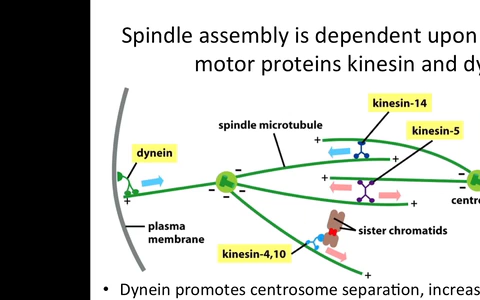 Spindle assembly is dependent upon
motor proteins kinesin and dy
kinesin-14
spindle microtubule
+
kinesin-5
dynein
+
+
+
+
+
−
−
−
−
−
−
centro
plasma
membrane
sister chromatids
kinesin-4,10
+
• Dynein promotes centrosome separation, increas